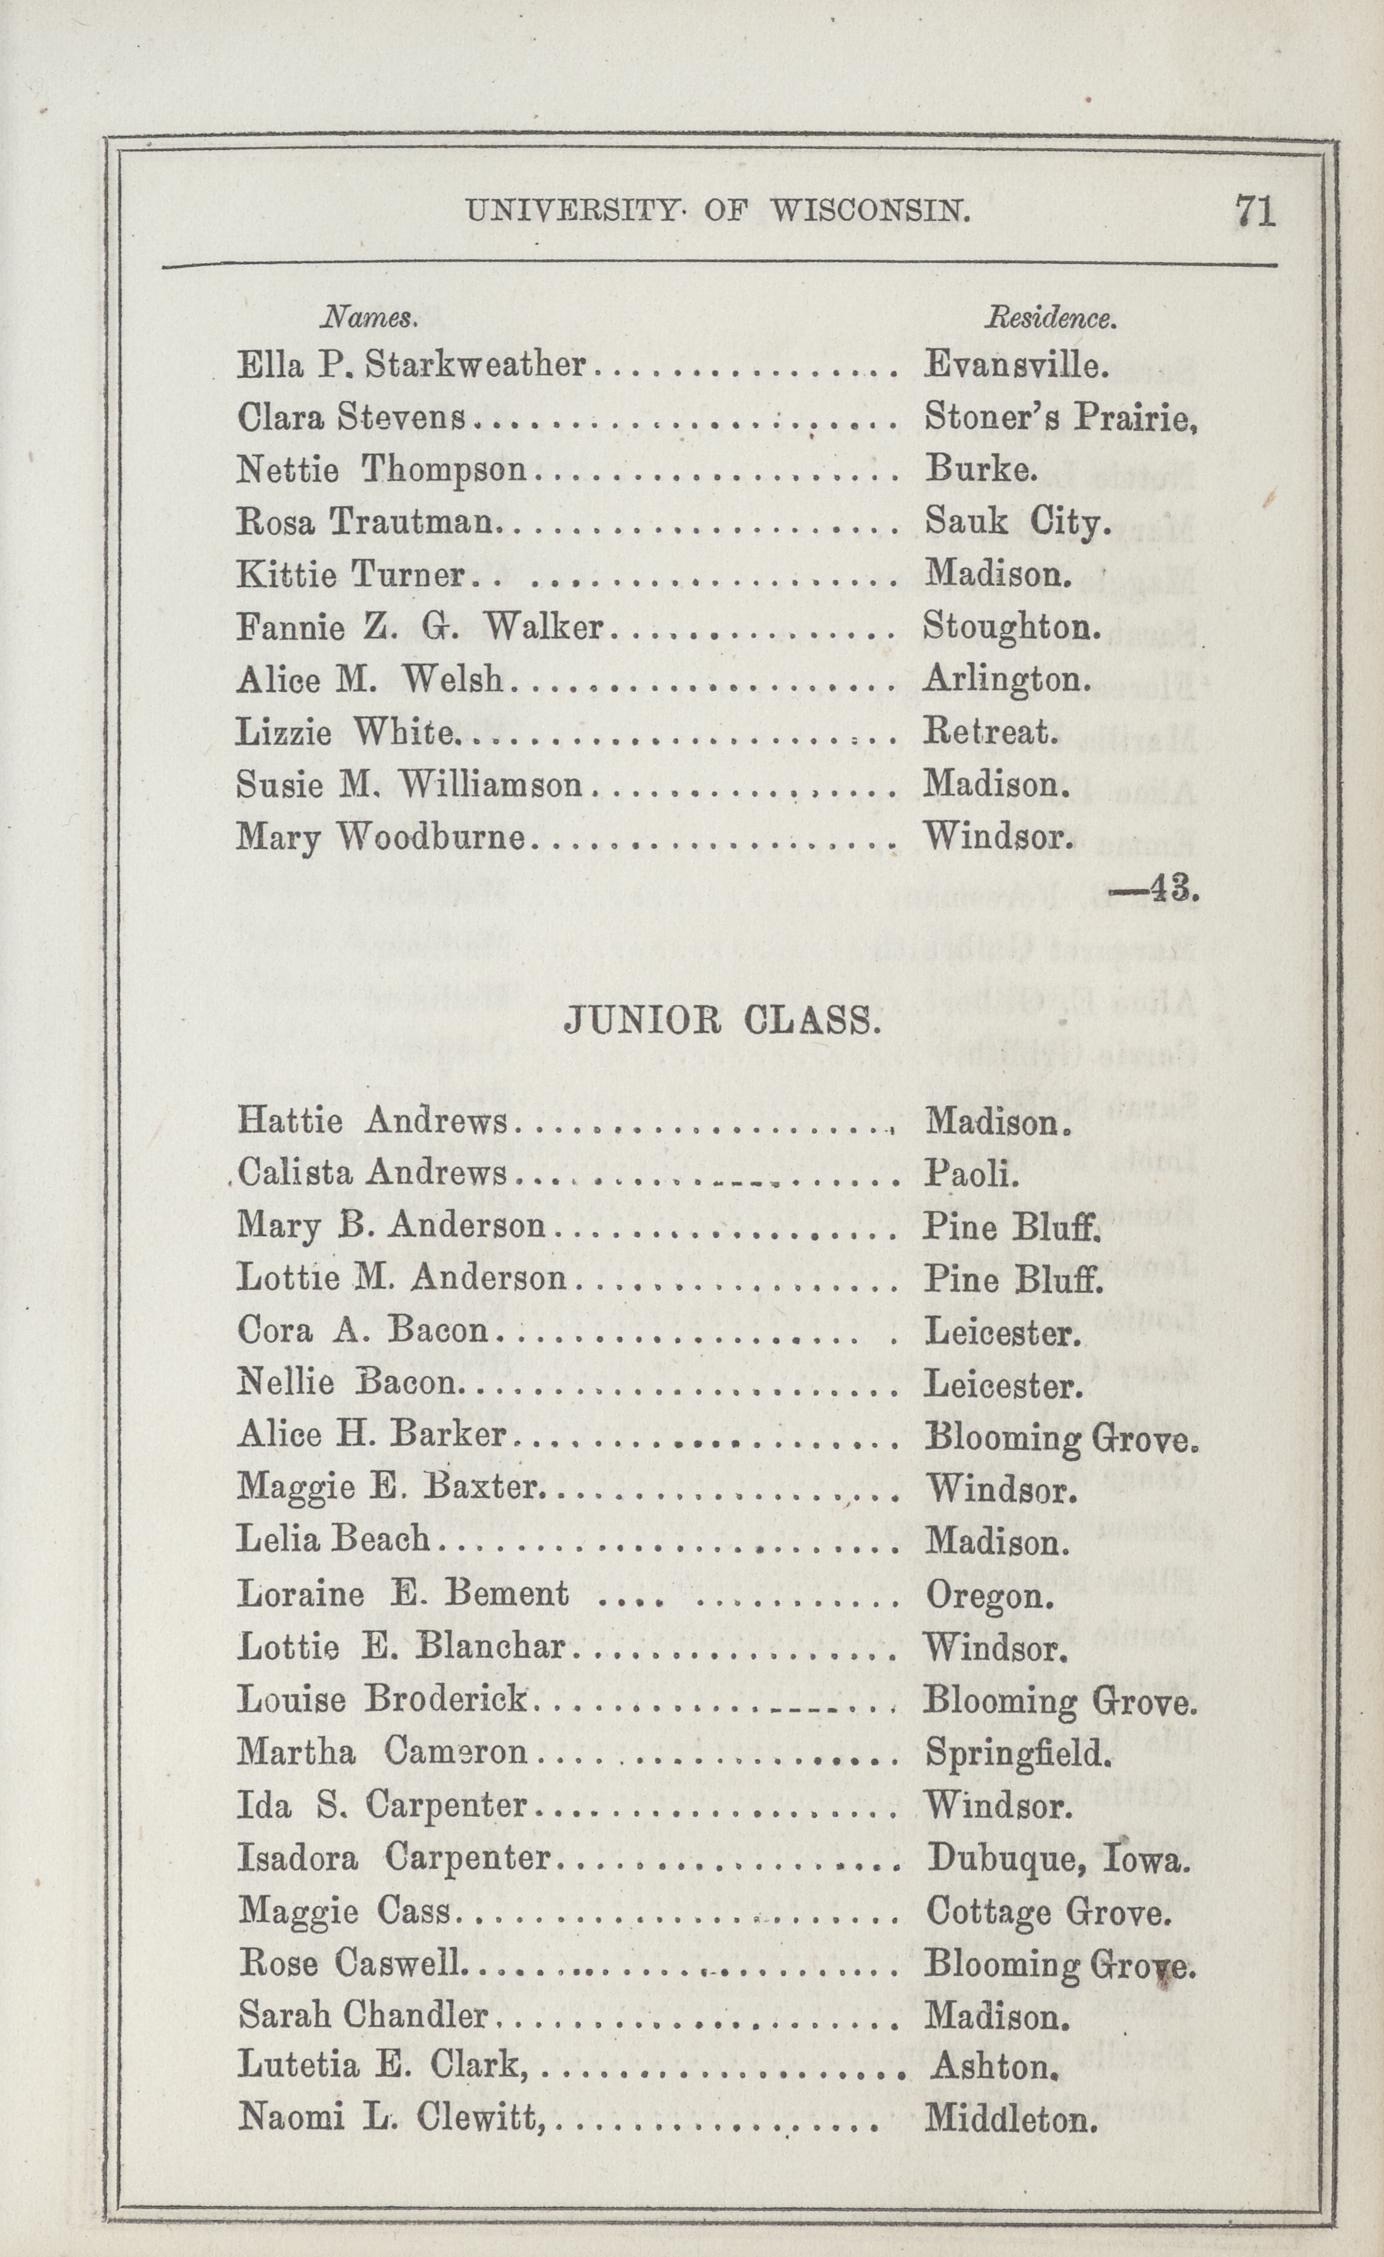 UNIVERSITY· OF WISCONSIN. 71
Names. Residence.
Ella P. Starkweather................ Evansville.
Clara Stevens...................... Stoner's Prairie,
Nettie Thompson................... Burke.
Rosa Trautman..................... Sauk City.
Kittie Turner.. ................... Madison.
Fannie Z. G. Walker............... Stoughton.
Alice M. Welsh.................... Arlington.
Lizzie White....................... Retreat.
Susie M. Williamson................ Madison.
Mary Woodburne................... Windsor.
—43.
JUNIOR CLASS.
Hattie Andrews.................... Madison.
Calista Andrews.................... Paoli.
Mary B. Anderson.................. Pine Bluff.
Lottie M. Anderson................. Pine Bluff.
Cora A. Bacon................... . Leicester.
Nellie Bacon....................... Leicester.
Alice H. Barker.................... Blooming Grove.
Maggie E. Baxter................... Windsor.
Lelia Beach........................ Madison.
Loraine E. Bement .... ........... Oregon.
Lottie E. Blanchar................. Windsor.
Louise Broderick................... Blooming Grove.
Martha Cameron................... Springfield.
Ida S. Carpenter................... Windsor.
Isadora Carpenter.................. Dubuque, Iowa.
Maggie Cass....................... Cottage Grove.
Rose Caswell....................... Blooming Grove.
Sarah Chandler..................... Madison.
Lutetia E. Clark,................... Ashton.
Naomi L. Clewitt,................. Middleton.